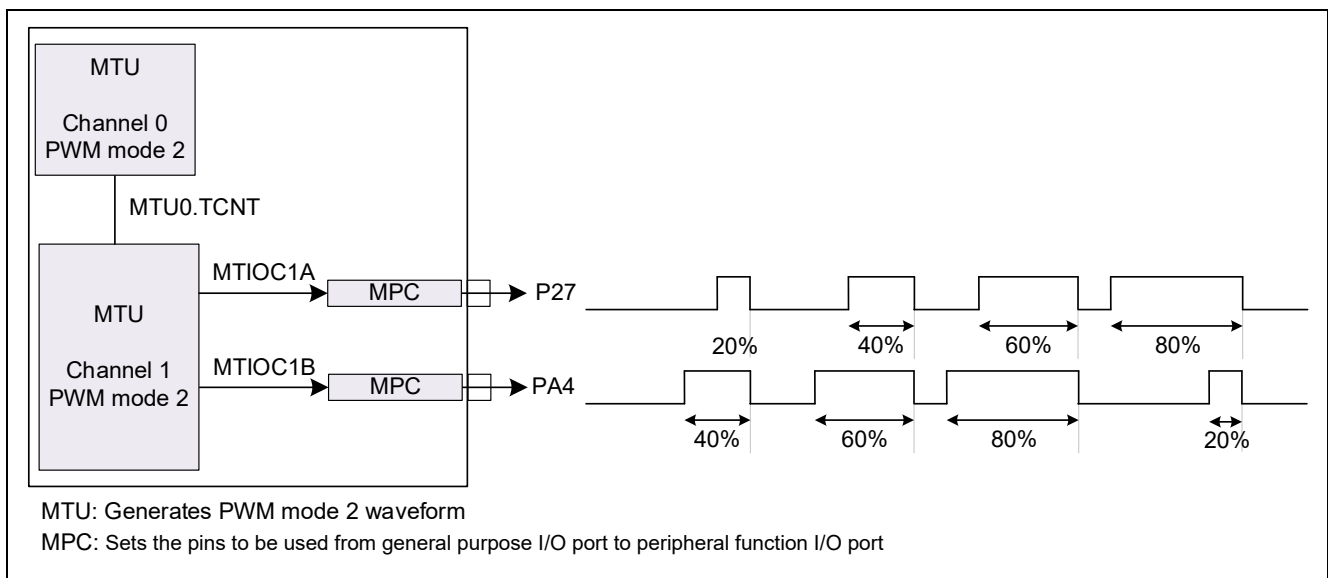 MTU
Channel 0
PWM mode 2
MTU0.TCNT
MTU
Channel 1
PWM mode 2
MTIOC1A
MPC
P27
20%
40%
60%
80%
MTIOC1B
MPC
PA4
40%
60%
80%
20%
MTU: Generates PWM mode 2 waveform
MPC: Sets the pins to be used from general purpose I/O port to peripheral function I/O port